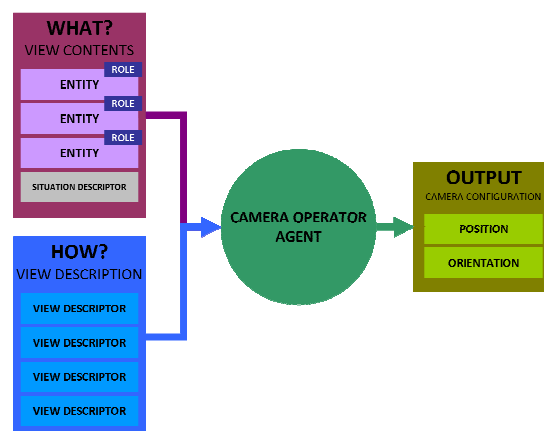 WHAT?
VIEW CONTENTS
ROLE
ENTITY
ROLE
ENTITY
ROLE
ENTITY
SITUATION DESCRIPTOR
HOW?
VIEW DESCRIPTION
VIEW DESCRIPTOR
VIEW DESCRIPTOR
VIEW DESCRIPTOR
VIEW DESCRIPTOR
CAMERA OPERATOR
AGENT
OUTPUT
CAMERA CONFIGURATION
POSITION
ORIENTATION